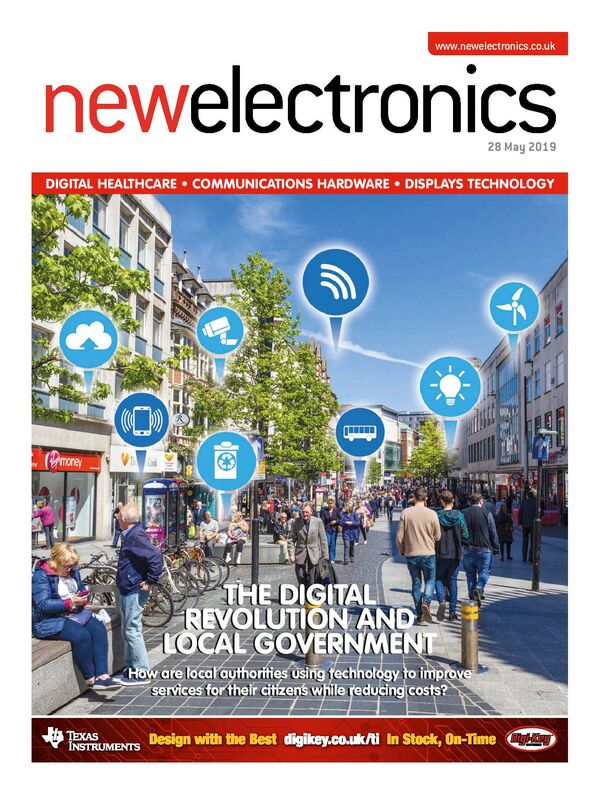 www.newelectronics.co.uk
newelectronics
28 May 2019
DIGITAL HEALTHCARE • COMMUNICATIONS HARDWARE • DISPLAYS TECHNOLOGY
money
THE DIGITAL
REVOLUTION AND
LOCAL GOVERNMENT
How are local authorities using technology to improve
services for their citizens while reducing costs?
TEXAS
INSTRUMENTS
Design with the Best digikey.co.uk/ti In Stock, On-Time
Digi-Key